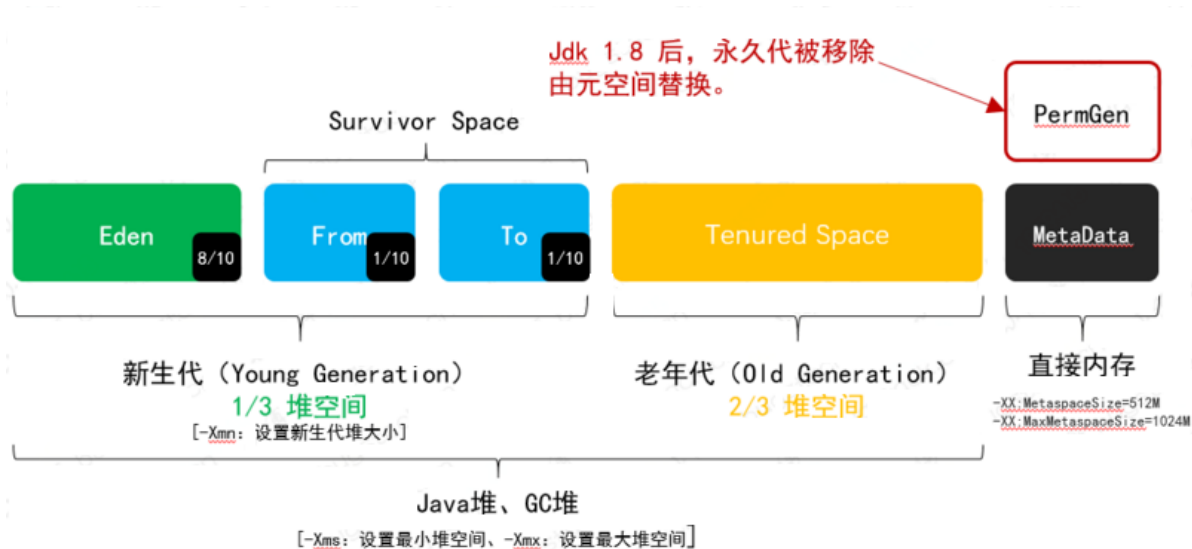 Jdk 1.8 后，永久代被移除
由元空间替换。
PermGen
Survivor Space
Eden
8/10
From
1/10
To
1/10
Tenured Space
MetaData
新生代（Young Generation）
1/3 堆空间
[-Xmn：设置新生代堆大小]
老年代（Old Generation）
2/3 堆空间
直接内存
-XX:MetaspaceSize=512M
-XX:MaxMetaspaceSize=1024M
Java堆、GC堆
[-Xms：设置最小堆空间、-Xmx：设置最大堆空间]